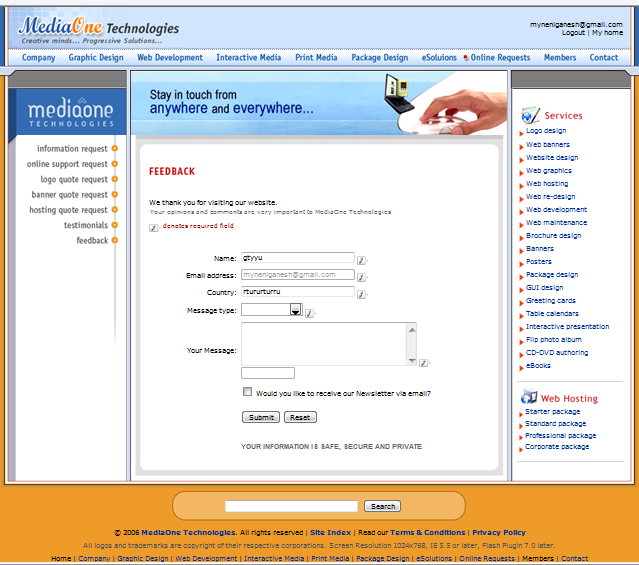 MediaOne Technologies
Creative minds... Progressive Solutions...
myneniganesh@gmail.com
Logout | My home
Company Graphic Design Web Development Interactive Media Print Media Package Design eSoluions Online Requests Members Contact
mediaone
TECHNOLOGIES
information request
online support request
logo quote request
banner quote request
hosting quote request
testimonials
feedback
Stay in touch from
anywhere and everywhere...
FEEDBACK
We thank you for visiting our website.
Your opinions and comments are very important to MediaOne Technologies
. denotes required field
Name: gtyyu
Email address: myneniganesh@gmail.com
Country: rtururturru
Message type:
Your Message:
Would you like to receive our Newsletter via email?
Submit Reset
YOUR INFORMATION IS SAFE, SECURE AND PRIVATE
Services
Logo design
Web banners
Website design
Web graphics
Web hosting
Web re-design
Web development
Web maintenance
Brochure design
Banners
Posters
Package design
GUI design
Greeting cards
Table calendars
Interactive presentation
Flip photo album
CD-DVD authoring
eBooks
Web Hosting
Starter package
Standard package
Professional package
Corporate package
Search
© 2006 MediaOne Technologies. All rights reserved | Site Index | Read our Terms & Conditions | Privacy Policy
All logos and trademarks are copyright of their respective corporations. Screen Resolution 1024x768, IE 5.5 or later, Flash Plugin 7.0 later.
Home | Company | Graphic Design | Web Development | Interactive Media | Print Media | Package Design | eSolutions | Online Requests | Members | Contact